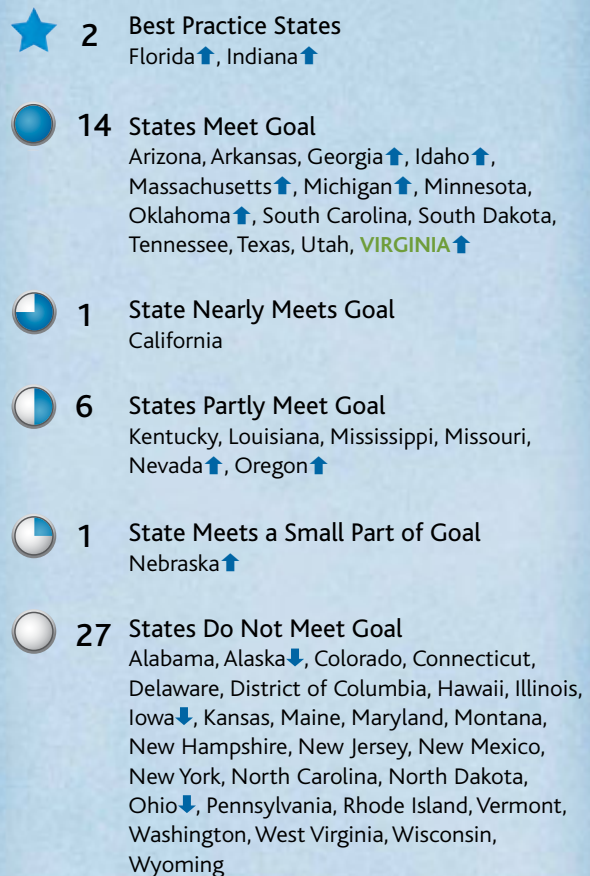 2 Best Practice States
Florida⬆, Indiana⬆
14 States Meet Goal
Arizona, Arkansas, Georgia⬆, Idaho⬆,
Massachusetts⬆, Michigan⬆, Minnesota,
Oklahoma⬆, South Carolina, South Dakota,
Tennessee, Texas, Utah, VIRGINIA⬆
1 State Nearly Meets Goal
California
6 States Partly Meet Goal
Kentucky, Louisiana, Mississippi, Missouri,
Nevada⬆, Oregon⬆
1 State Meets a Small Part of Goal
Nebraska⬆
27 States Do Not Meet Goal
Alabama, Alaska⬇, Colorado, Connecticut,
Delaware, District of Columbia, Hawaii, Illinois,
Iowa⬇, Kansas, Maine, Maryland, Montana,
New Hampshire, New Jersey, New Mexico,
New York, North Carolina, North Dakota,
Ohio⬇, Pennsylvania, Rhode Island, Vermont,
Washington, West Virginia, Wisconsin,
Wyoming